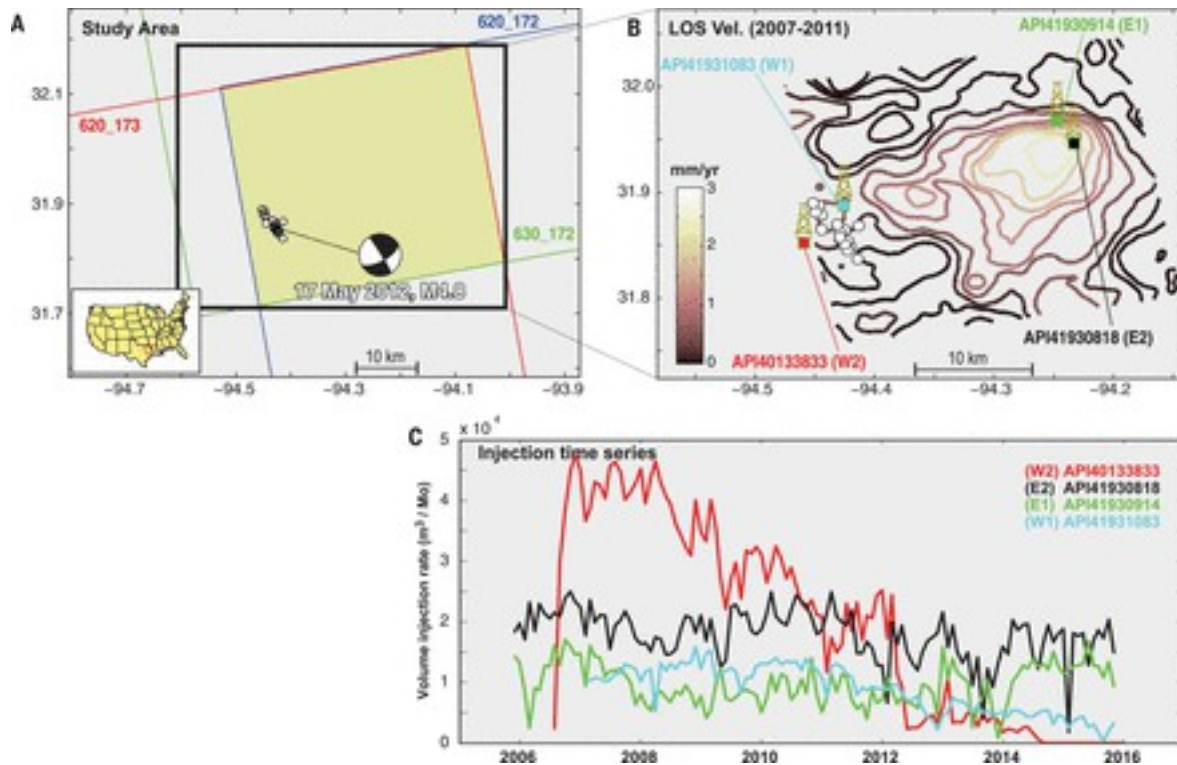 A
Study Area
620_172
620_173
630_172
17 May 2012, M4.8
10 km
32.1
31.9
31.7
−94.7
−94.5
−94.3
−94.1
−93.9
B
LOS Vel. (2007-2011)
API41930914 (E1)
API41931083 (W1)
mm/yr
3
2
1
0
API41930818 (E2)
API40133833 (W2)
10 km
32.0
31.9
31.8
−94.5
−94.4
−94.3
−94.2
C
x 10⁴
Injection time series
Volume injection rate (m³ / Mo)
5
4
3
2
1
0
(W2) API40133833
(E2) API41930818
(E1) API41930914
(W1) API41931083
2006
2008
2010
2012
2014
2016